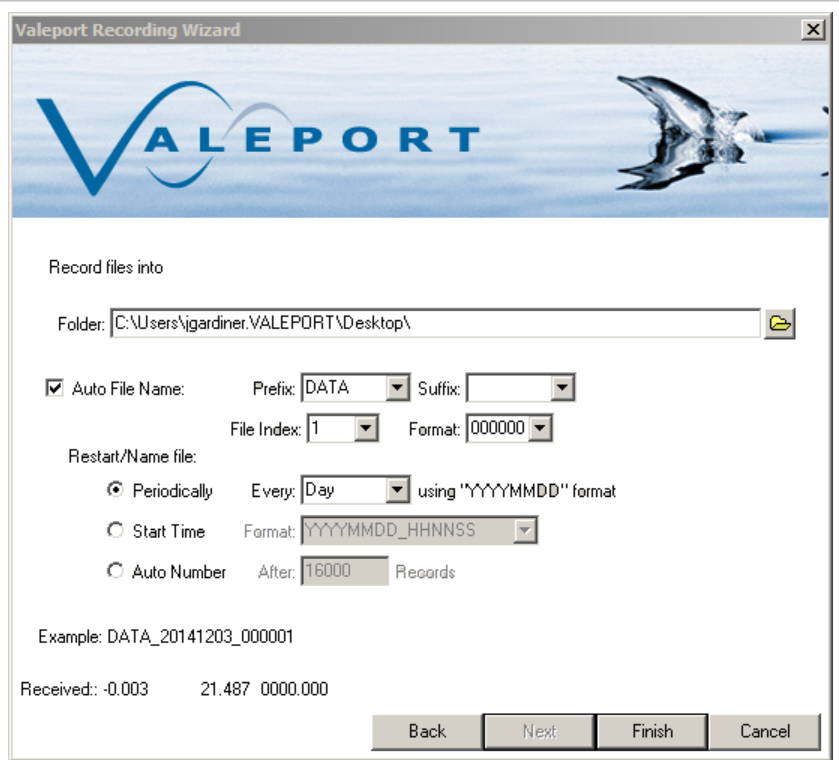 Valeport Recording Wizard
VALEPORT
Record files into
Folder: C:\Users\jgardiner.VALEPORT\Desktop\
Auto File Name: Prefix: DATA Suffix:
File Index: 1 Format: 000000
Restart/Name file:
Periodically Every: Day using "YYYYMMDD" format
Start Time Format: YYYYMMDD_HHNNSS
Auto Number After: 16000 Records
Example: DATA_20141203_000001
Received:: -0.003 21.487 0000.000
Back Next Finish Cancel